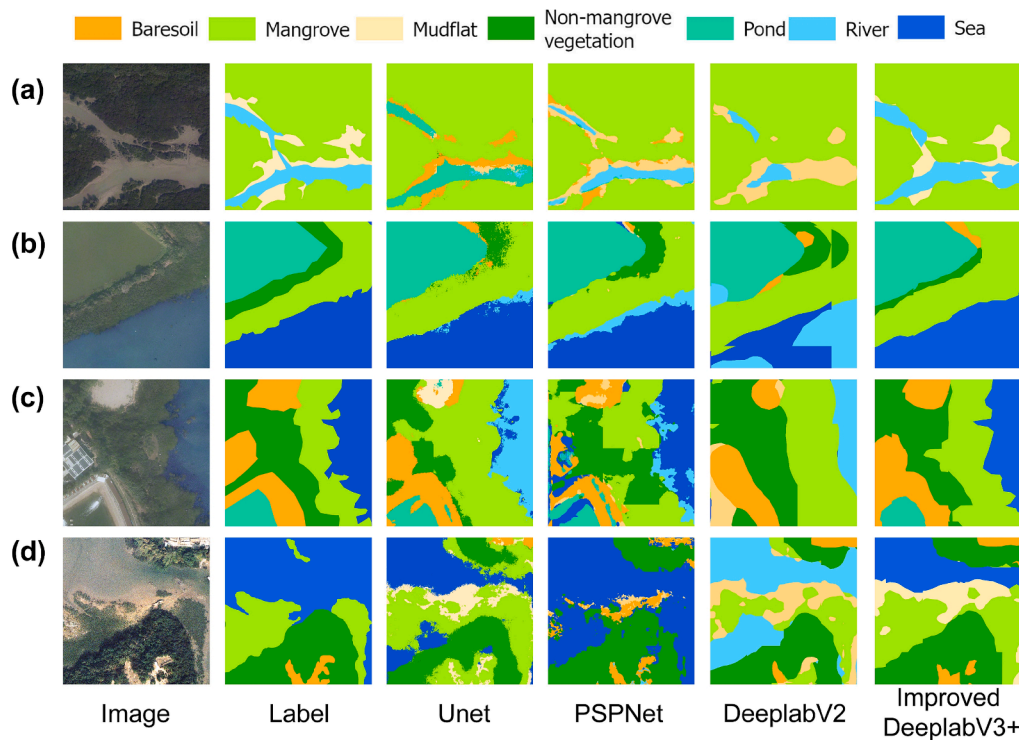 Baresoil Mangrove Mudflat Non-mangrove vegetation Pond River Sea
(a)
(b)
(c)
(d)
Image Label Unet PSPNet DeeplabV2 Improved DeeplabV3+